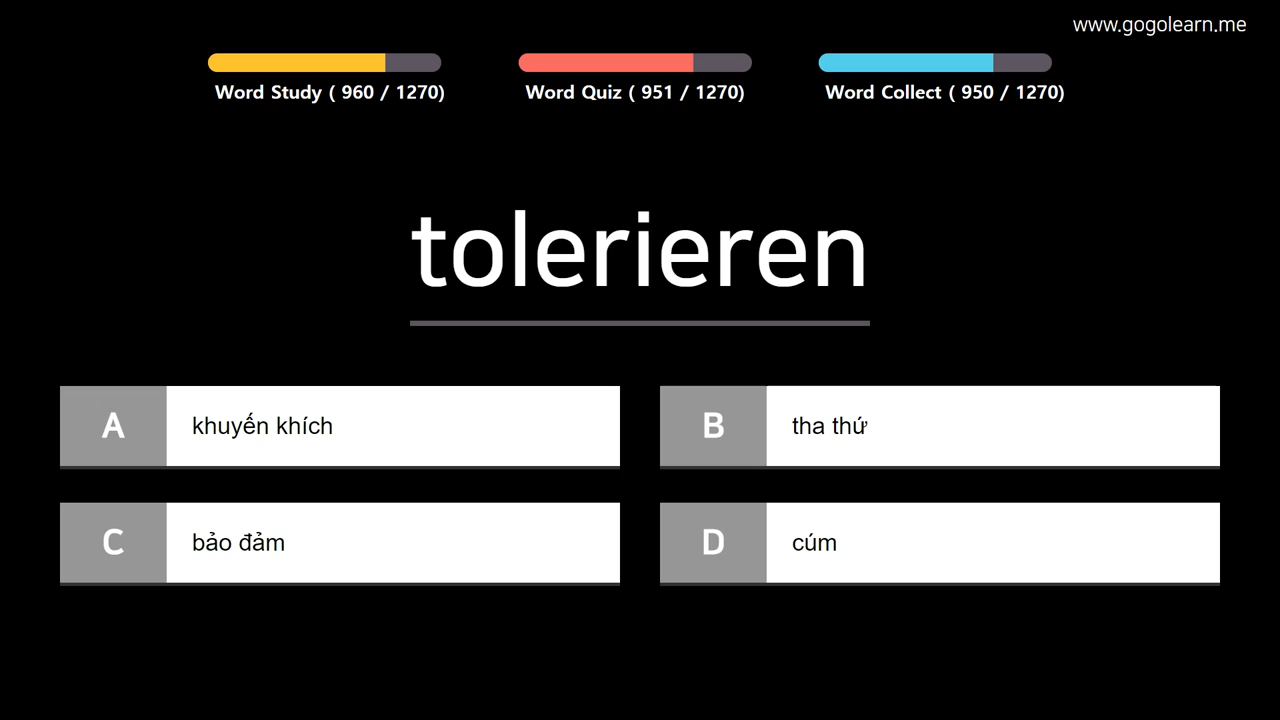 www.gogolearn.me
Word Study ( 960 / 1270)
Word Quiz ( 951 / 1270)
Word Collect ( 950 / 1270)
tolerieren
A khuyến khích
B tha thứ
C bảo đảm
D cúm